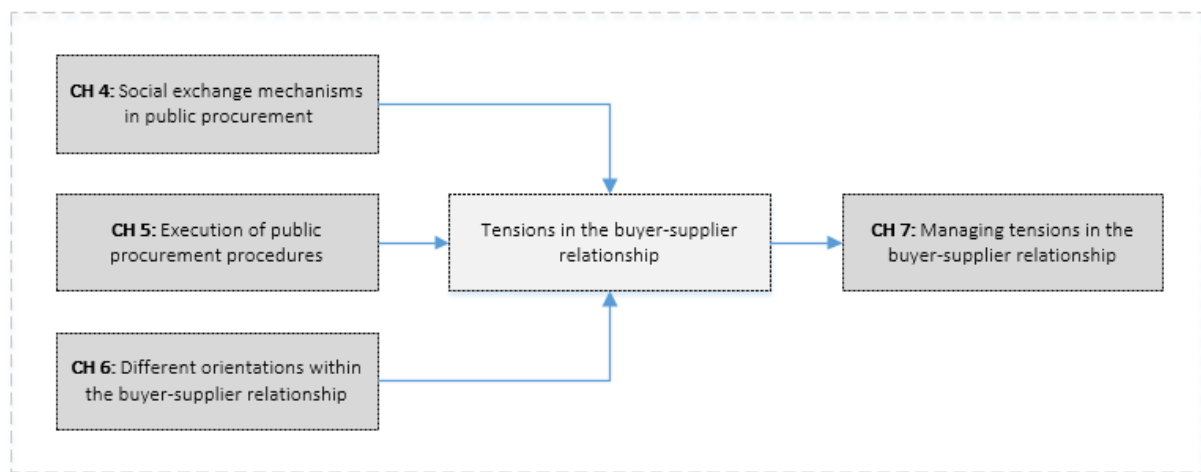 CH 4: Social exchange mechanisms
in public procurement
CH 5: Execution of public
procurement procedures
Tensions in the buyer-supplier
relationship
CH 7: Managing tensions in the
buyer-supplier relationship
CH 6: Different orientations within
the buyer-supplier relationship